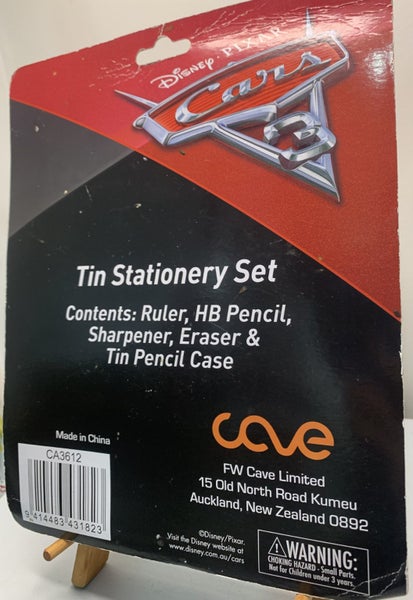 Disney PIXAR
Cars
3
Tin Stationery Set
Contents: Ruler, HB Pencil,
Sharpener, Eraser &
Tin Pencil Case
Made in China
CA3612
9 414483 431823
cave
FW Cave Limited
15 Old North Road Kumeu
Auckland, New Zealand 0892
©Disney/Pixar.
Visit the Disney website at
www.disney.com.au/cars
WARNING:
CHOKING HAZARD - Small Parts.
Not for Children under 3 years.